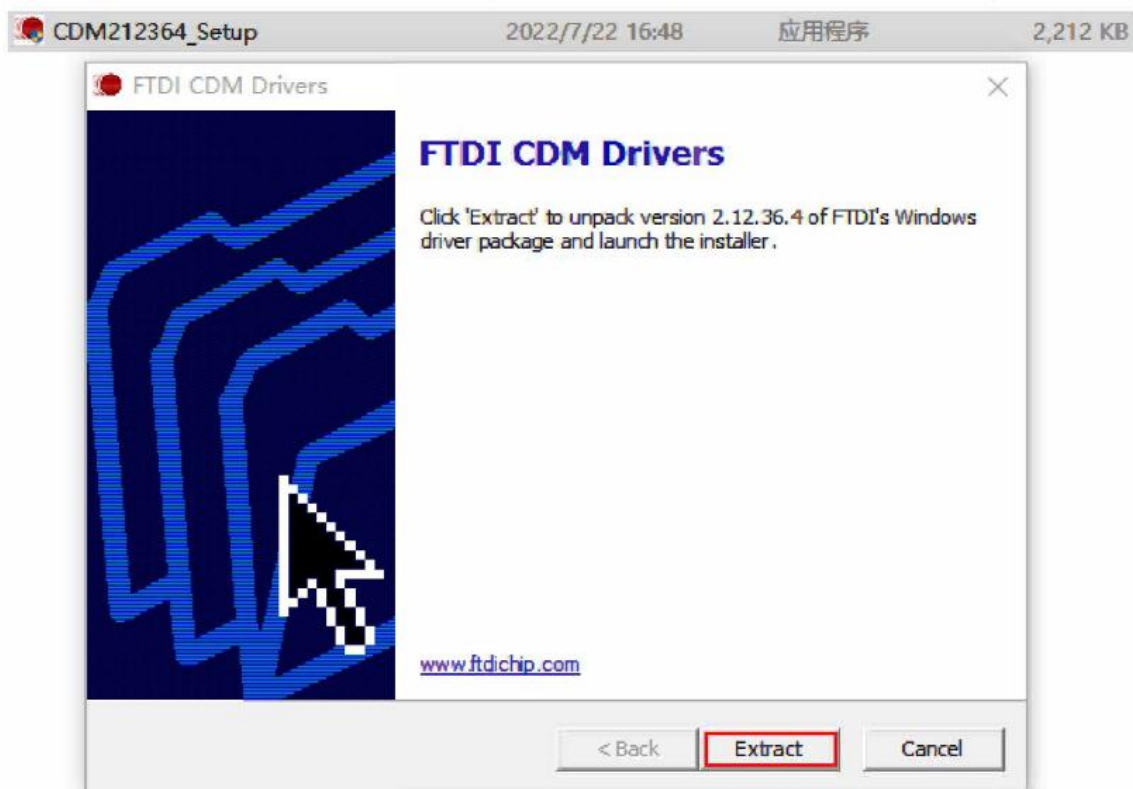 CDM212364_Setup 2022/7/22 16:48 应用程序 2,212 KB
FTDI CDM Drivers
FTDI CDM Drivers
Click 'Extract' to unpack version 2.12.36.4 of FTDI's Windows
driver package and launch the installer.
www.ftdichip.com
< Back Extract Cancel